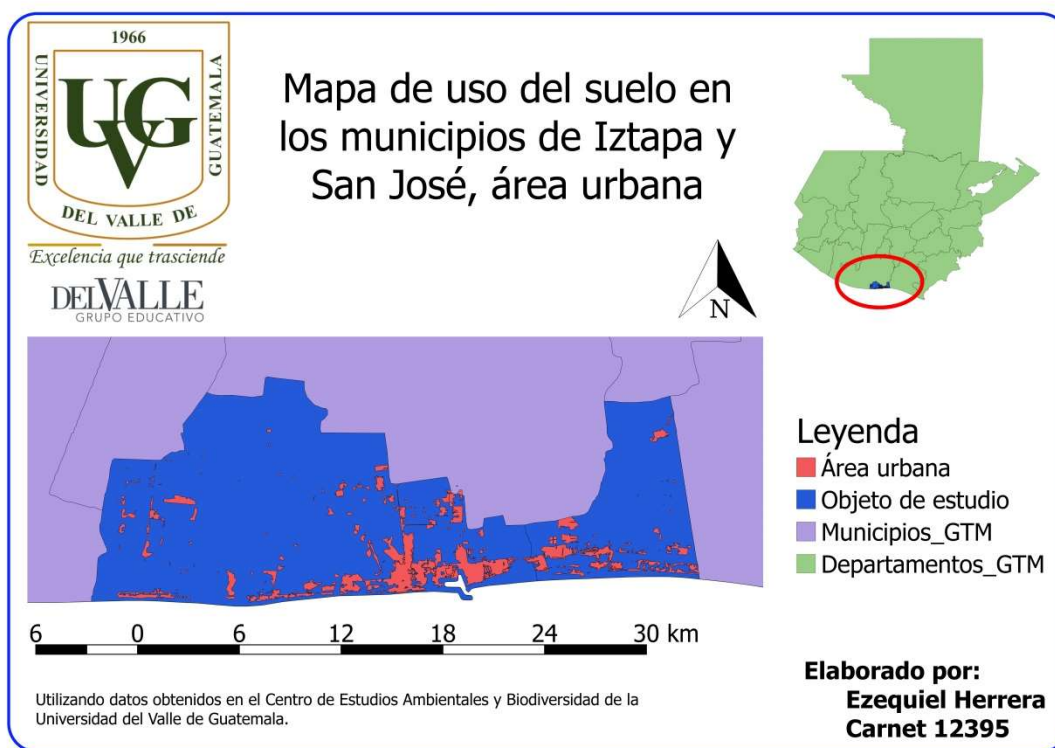 1966
UNIVERSIDAD
UVG
GUATEMALA
DEL VALLE DE
Excelencia que trasciende
DELVALLE
GRUPO EDUCATIVO
Mapa de uso del suelo en
los municipios de Iztapa y
San José, área urbana
N
Leyenda
Área urbana
Objeto de estudio
Municipios_GTM
Departamentos_GTM
6 0 6 12 18 24 30 km
Utilizando datos obtenidos en el Centro de Estudios Ambientales y Biodiversidad de la
Universidad del Valle de Guatemala.
Elaborado por:
Ezequiel Herrera
Carnet 12395